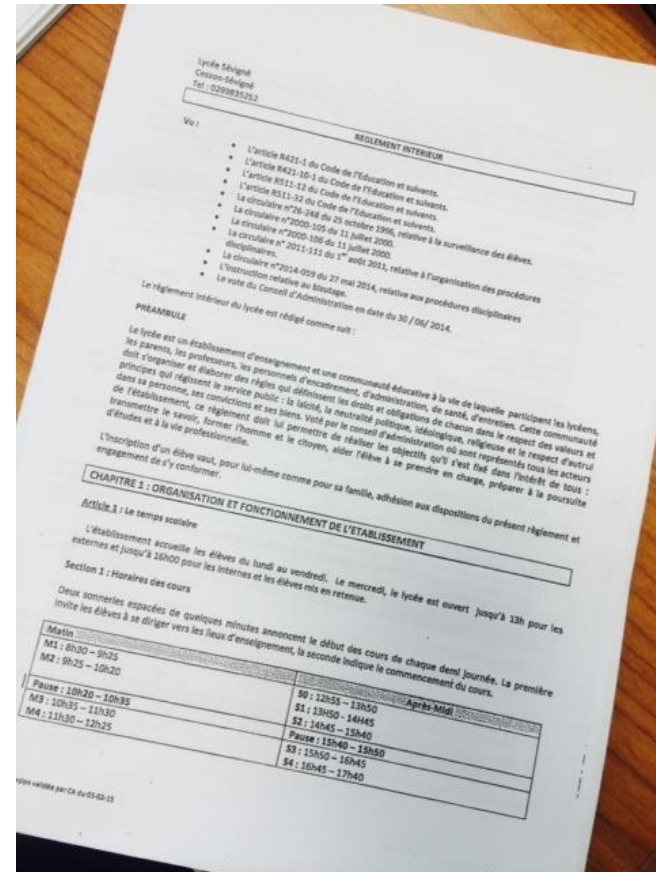 Lycée Sévigné
Cesson-Sévigné
Tel : 0299835252
REGLEMENT INTERIEUR
Vu :
• L'article R421-1 du Code de l'Education et suivants.
• L'article R421-10-1 du Code de l'Education et suivants.
• L'article R511-12 du Code de l'Education et suivants.
• L'article R511-32 du Code de l'Education et suivants.
• La circulaire n°26-248 du 25 octobre 1996, relative à la surveillance des élèves.
• La circulaire n°2000-105 du 11 juillet 2000.
• La circulaire n°2000-106 du 11 juillet 2000.
• La circulaire n° 2011-111 du 1er août 2011, relative à l'organisation des procédures
disciplinaires.
• La circulaire n°2014-059 du 27 mai 2014, relative aux procédures disciplinaires
• L'instruction relative au bizutage.
• Le vote du Conseil d'Administration en date du 30 / 06/ 2014.
Le règlement intérieur du lycée est rédigé comme suit :
PRÉAMBULE
Le lycée est un établissement d'enseignement et une communauté éducative à la vie de laquelle participent les lycéens,
les parents, les professeurs, les personnels d'encadrement, d'administration, de santé, d'entretien. Cette communauté
doit s'organiser et élaborer des règles qui définissent les droits et obligations de chacun dans le respect des valeurs et
principes qui régissent le service public : la laïcité, la neutralité politique, idéologique, religieuse et le respect d'autrui
dans sa personne, ses convictions et ses biens. Voté par le conseil d'administration où sont représentés tous les acteurs
de l'établissement, ce règlement doit lui permettre de réaliser les objectifs qu'il s'est fixé dans l'intérêt de tous :
transmettre le savoir, former l'homme et le citoyen, aider l'élève à se prendre en charge, préparer à la poursuite
d'études et à la vie professionnelle.
L'inscription d'un élève vaut, pour lui-même comme pour sa famille, adhésion aux dispositions du présent règlement et
engagement de s'y conformer.
CHAPITRE 1 : ORGANISATION ET FONCTIONNEMENT DE L'ETABLISSEMENT
Article 1 : Le temps scolaire
L'établissement accueille les élèves du lundi au vendredi. Le mercredi, le lycée est ouvert jusqu'à 13h pour les
externes et jusqu'à 16h00 pour les internes et les élèves mis en retenue.
Section 1 : Horaires des cours
Deux sonneries espacées de quelques minutes annoncent le début des cours de chaque demi journée. La première
invite les élèves à se diriger vers les lieux d'enseignement, la seconde indique le commencement du cours.
Matin
M1 : 8h30 – 9h25
M2 : 9h25 – 10h20
Pause : 10h20 – 10h35
M3 : 10h35 – 11h30
M4 : 11h30 – 12h25
Après-Midi
S0 : 12h55 – 13h50
S1 : 13H50 - 14H45
S2 : 14h45 – 15h40
Pause : 15h40 – 15h50
S3 : 15h50 – 16h45
S4 : 16h45 – 17h40
validée par CA du 03-02-15